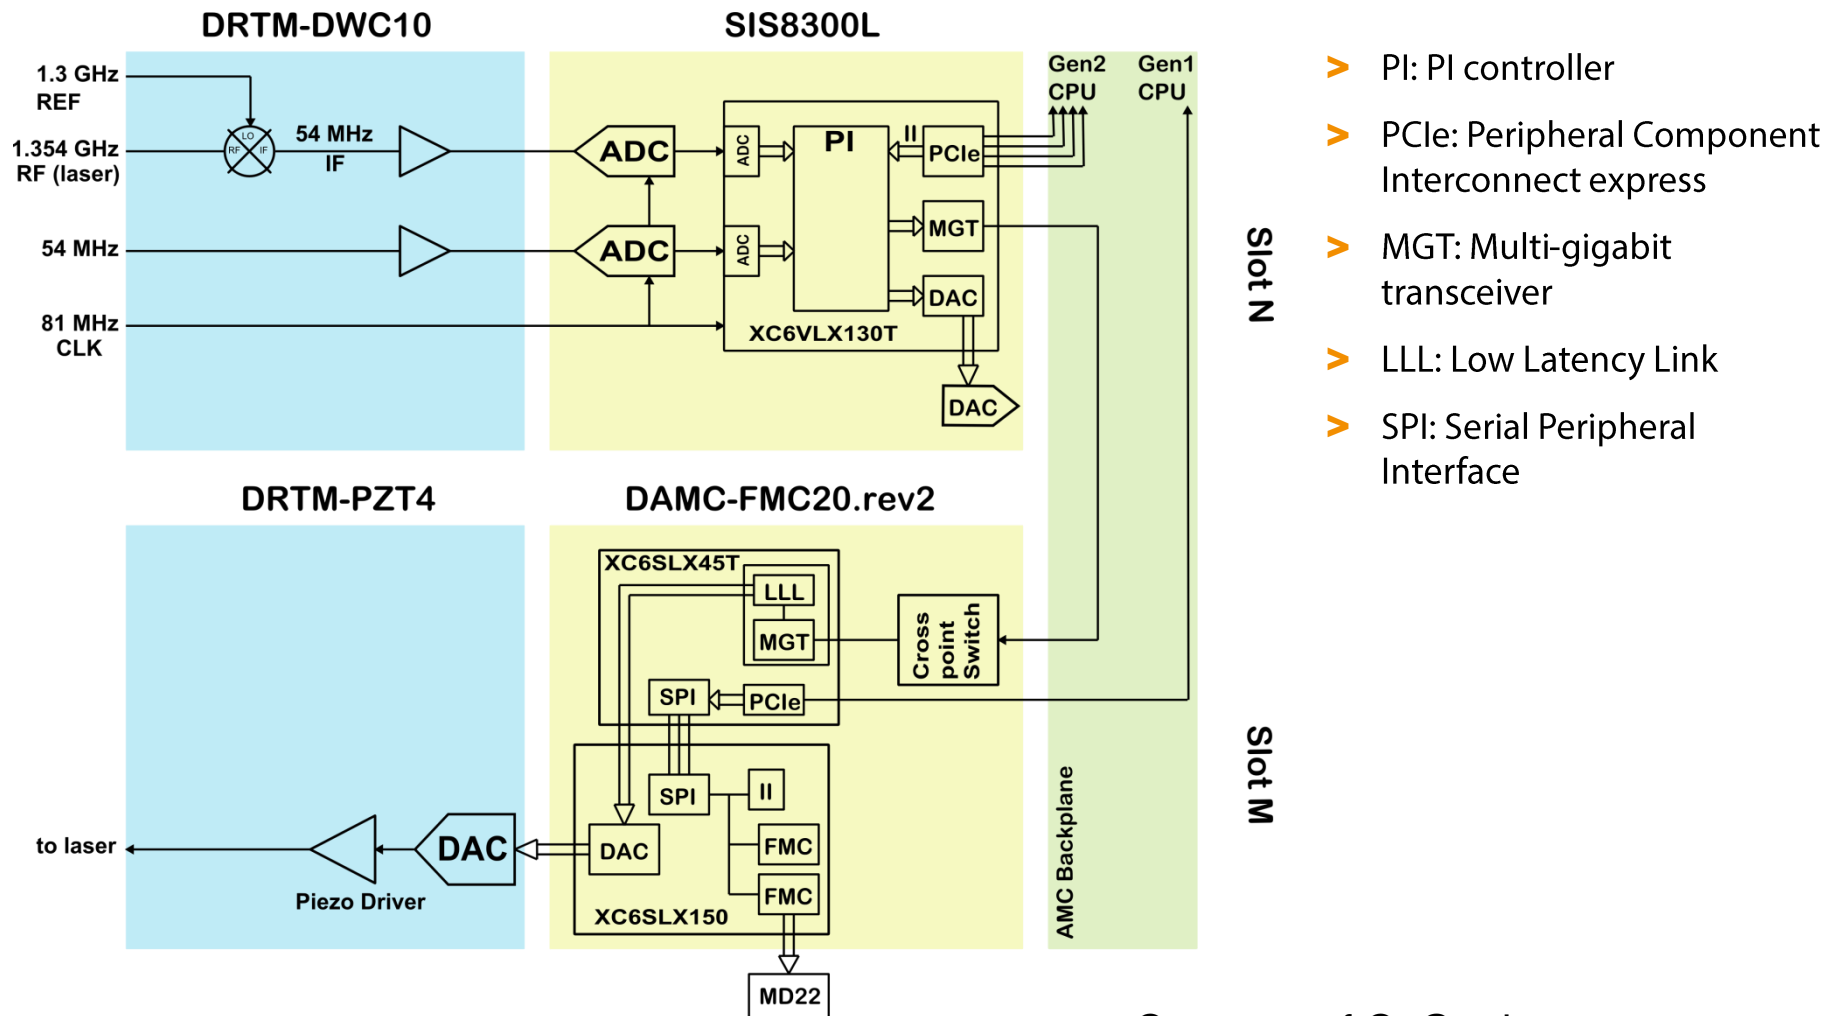 DRTM-DWC10
SIS8300L
1.3 GHz
REF
1.354 GHz
RF (laser)
LO
RF
IF
54 MHz
IF
54 MHz
81 MHz
CLK
ADC
ADC
ADC
ADC
PI
II
PCIe
MGT
DAC
XC6VLX130T
DAC
Gen2
CPU
Gen1
CPU
Slot N
> PI: PI controller
> PCIe: Peripheral Component
Interconnect express
> MGT: Multi-gigabit
transceiver
> LLL: Low Latency Link
> SPI: Serial Peripheral
Interface
DRTM-PZT4
DAMC-FMC20.rev2
XC6SLX45T
LLL
MGT
SPI
PCIe
Cross
point
Switch
SPI
II
FMC
FMC
DAC
XC6SLX150
DAC
to laser
Piezo Driver
MD22
AMC Backplane
Slot M